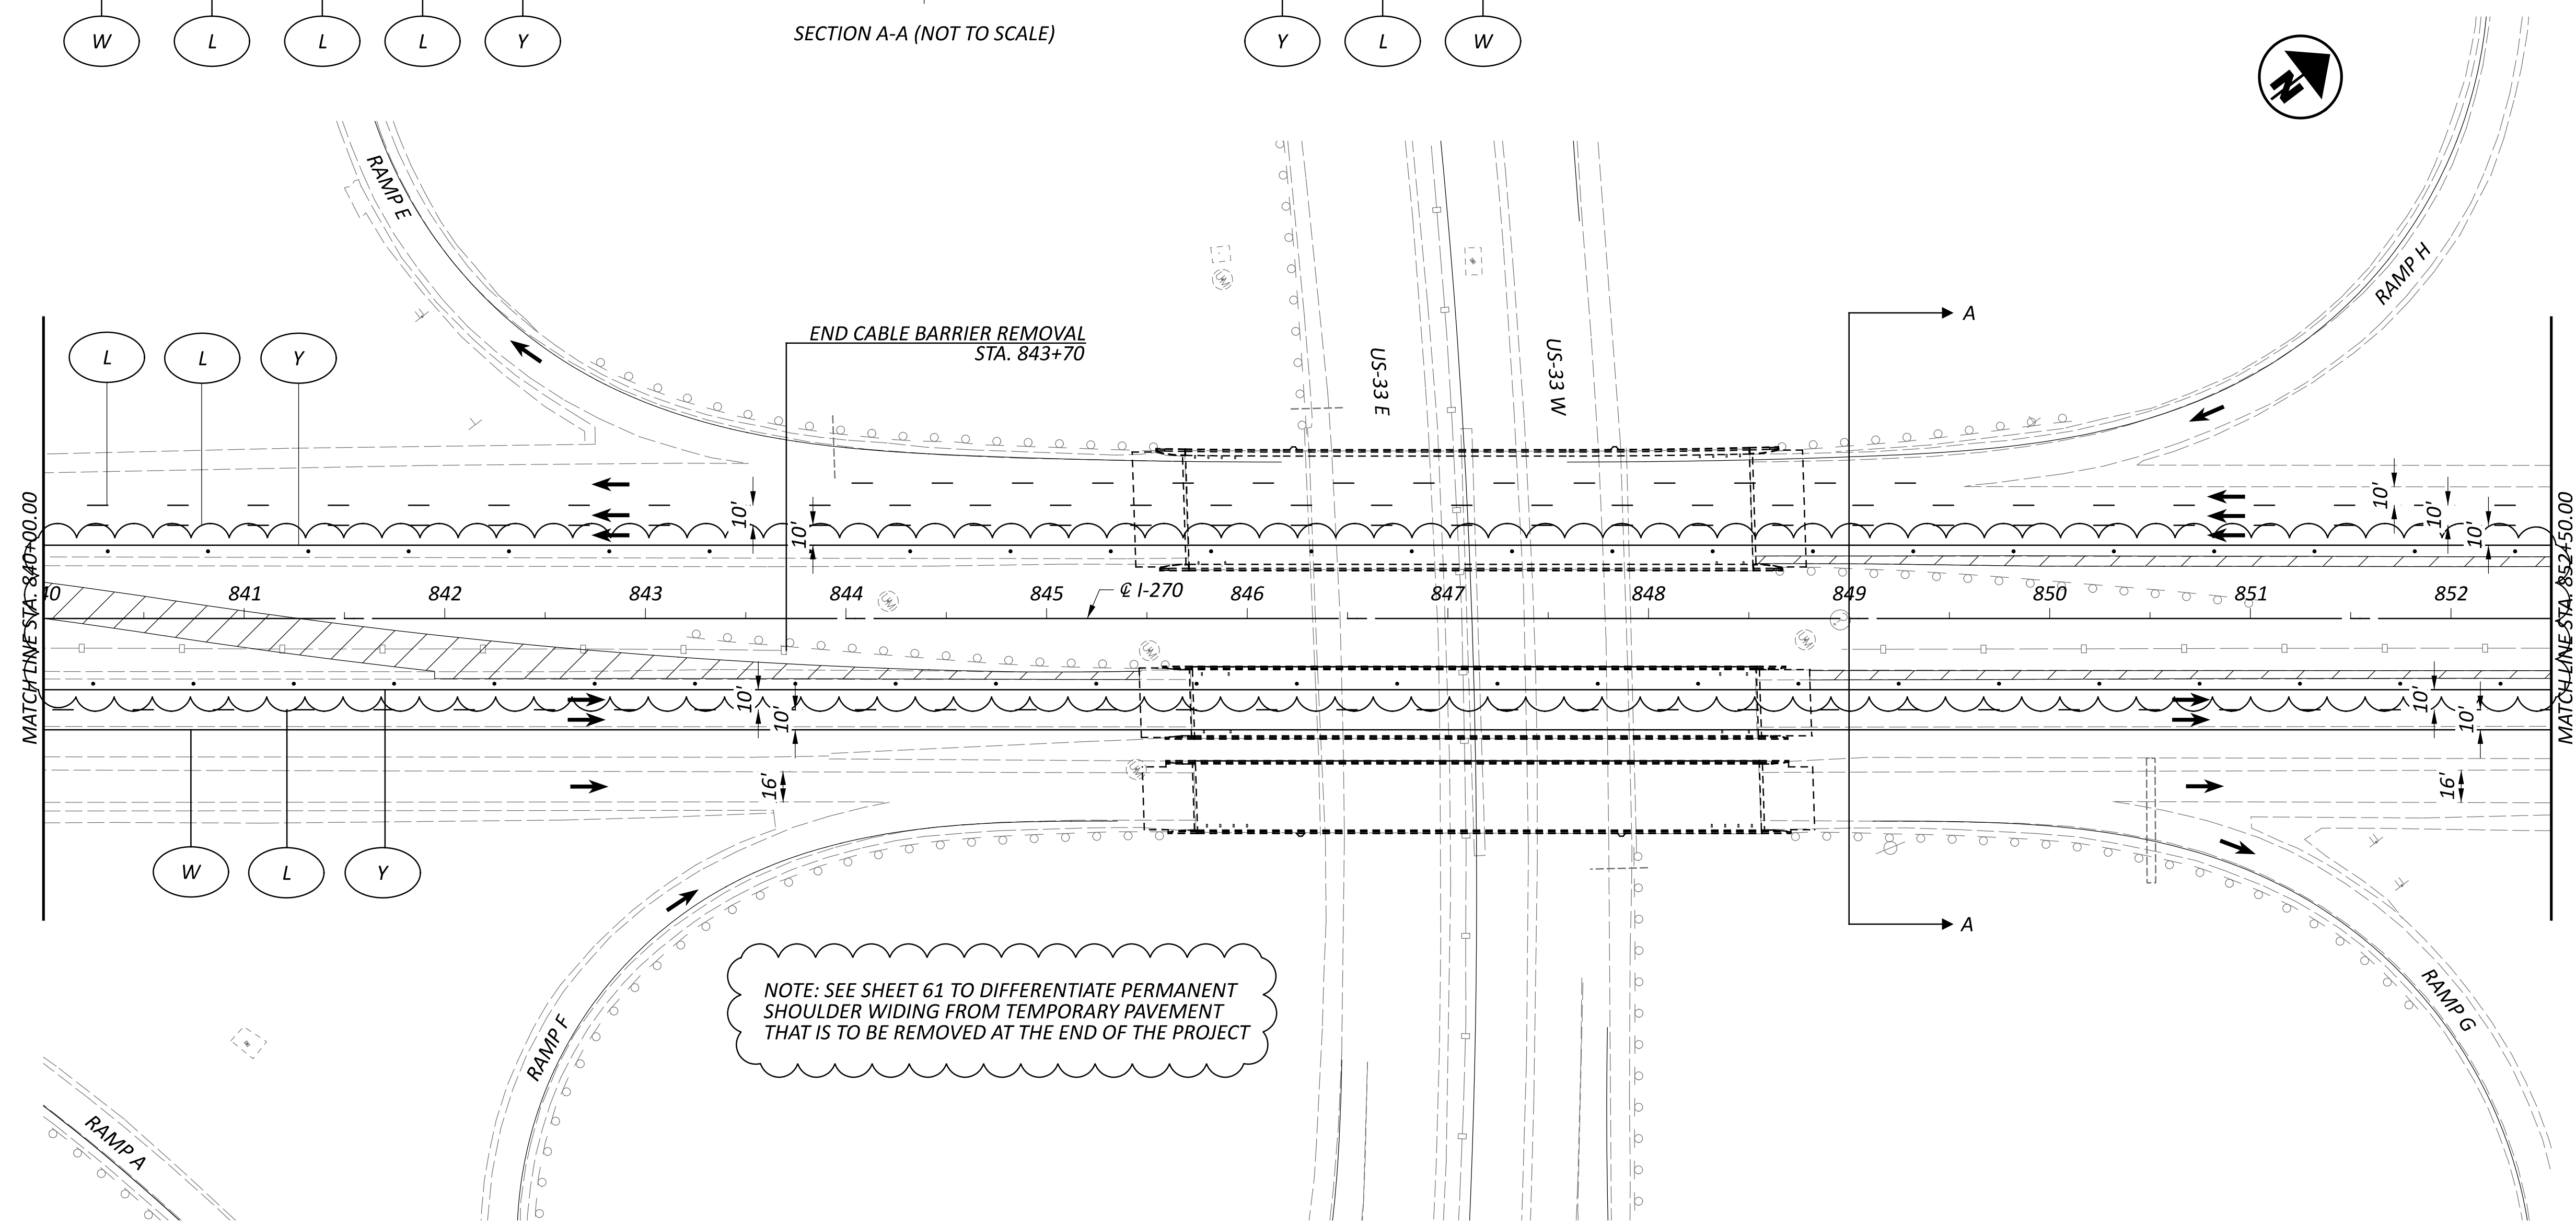 W L L L Y
SECTION A-A (NOT TO SCALE)
Y L W
N
RAMP E
RAMP H
A
END CABLE BARRIER REMOVAL
STA. 843+70
US-33 E
US-33 W
L L Y
10' 10'
10' 10' 10'
MATCH LINE STA. 840+00.00
MATCH LINE STA. 852+50.00
40 841 842 843 844 845 846 847 848 849 850 851 852
℄ I-270
10' 10'
10' 10'
16'
16'
W L Y
A
NOTE: SEE SHEET 61 TO DIFFERENTIATE PERMANENT
SHOULDER WIDING FROM TEMPORARY PAVEMENT
THAT IS TO BE REMOVED AT THE END OF THE PROJECT
RAMP F
RAMP G
RAMP A